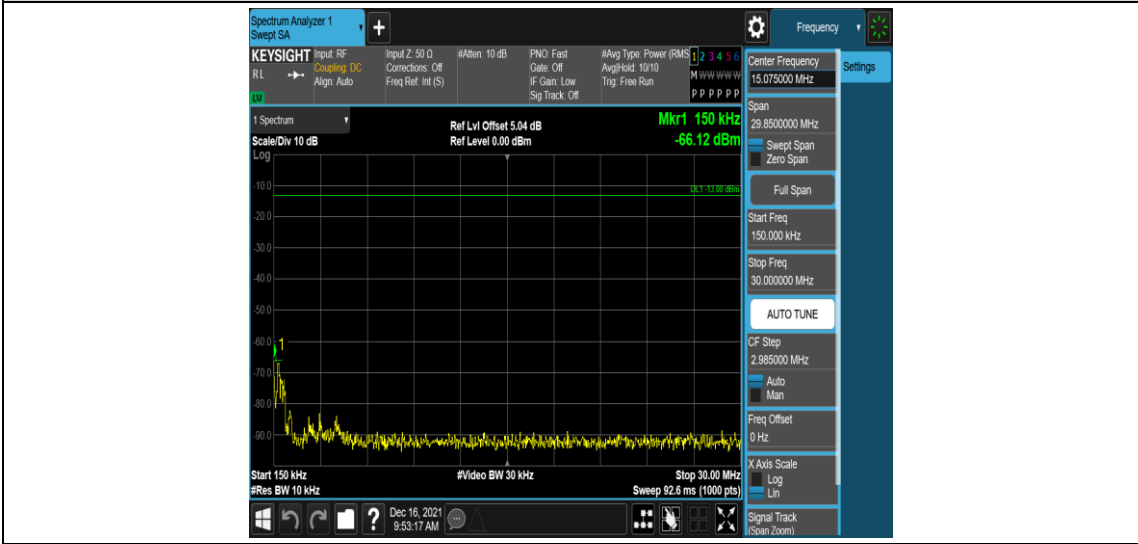 Spectrum Analyzer 1
Swept SA
+
Frequency
KEYSIGHT
Input: RF
Coupling: DC
Align: Auto
Input Z: 50 Ω
Corrections: Off
Freq Ref: Int (S)
#Atten: 10 dB
PNO: Fast
Gate: Off
IF Gain: Low
Sig Track: Off
#Avg Type: Power (RMS
Avg|Hold: 10/10
Trig: Free Run
1 2 3 4 5 6
M W W W W W
P P P P P P
R L
LM
1 Spectrum
Scale/Div 10 dB
Log
Ref Lvl Offset 5.04 dB
Ref Level 0.00 dBm
Mkr1 150 kHz
-66.12 dBm
DL1 -13.00 dBm
-10.0
-20.0
-30.0
-40.0
-50.0
-60.0
1
-70.0
-80.0
-90.0
Start 150 kHz
#Res BW 10 kHz
#Video BW 30 kHz
Stop 30.00 MHz
Sweep 92.6 ms (1000 pts)
?
Dec 16, 2021
9:53:17 AM
Center Frequency
15.075000 MHz
Settings
Span
29.8500000 MHz
Swept Span
Zero Span
Full Span
Start Freq
150.000 kHz
Stop Freq
30.000000 MHz
AUTO TUNE
CF Step
2.985000 MHz
Auto
Man
Freq Offset
0 Hz
X Axis Scale
Log
Lin
Signal Track
(Span Zoom)